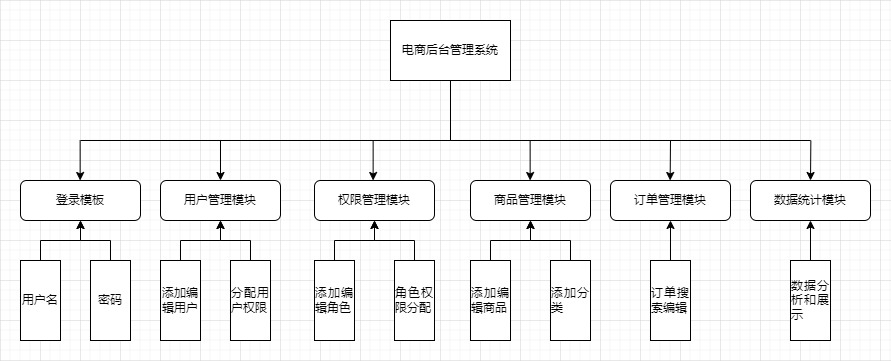 电商后台管理系统
登录模板
用户管理模块
权限管理模块
商品管理模块
订单管理模块
数据统计模块
用户名
密码
添加编
辑用户
分配用
户权限
添加编
辑角色
角色权
限分配
添加编
辑商品
添加分
类
订单搜
索编辑
数据分
析和展
示